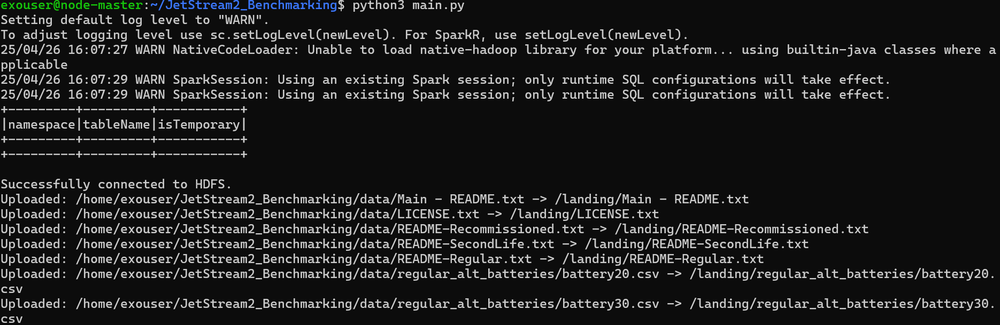 exouser@node-master:~/JetStream2_Benchmarking$ python3 main.py
Setting default log level to "WARN".
To adjust logging level use sc.setLogLevel(newLevel). For SparkR, use setLogLevel(newLevel).
25/04/26 16:07:27 WARN NativeCodeLoader: Unable to load native-hadoop library for your platform... using builtin-java classes where a
pplicable
25/04/26 16:07:29 WARN SparkSession: Using an existing Spark session; only runtime SQL configurations will take effect.
25/04/26 16:07:29 WARN SparkSession: Using an existing Spark session; only runtime SQL configurations will take effect.
+---------+---------+-----------+
|namespace|tableName|isTemporary|
+---------+---------+-----------+
+---------+---------+-----------+

Successfully connected to HDFS.
Uploaded: /home/exouser/JetStream2_Benchmarking/data/Main - README.txt -> /landing/Main - README.txt
Uploaded: /home/exouser/JetStream2_Benchmarking/data/LICENSE.txt -> /landing/LICENSE.txt
Uploaded: /home/exouser/JetStream2_Benchmarking/data/README-Recommissioned.txt -> /landing/README-Recommissioned.txt
Uploaded: /home/exouser/JetStream2_Benchmarking/data/README-SecondLife.txt -> /landing/README-SecondLife.txt
Uploaded: /home/exouser/JetStream2_Benchmarking/data/README-Regular.txt -> /landing/README-Regular.txt
Uploaded: /home/exouser/JetStream2_Benchmarking/data/regular_alt_batteries/battery20.csv -> /landing/regular_alt_batteries/battery20.
csv
Uploaded: /home/exouser/JetStream2_Benchmarking/data/regular_alt_batteries/battery30.csv -> /landing/regular_alt_batteries/battery30.
csv